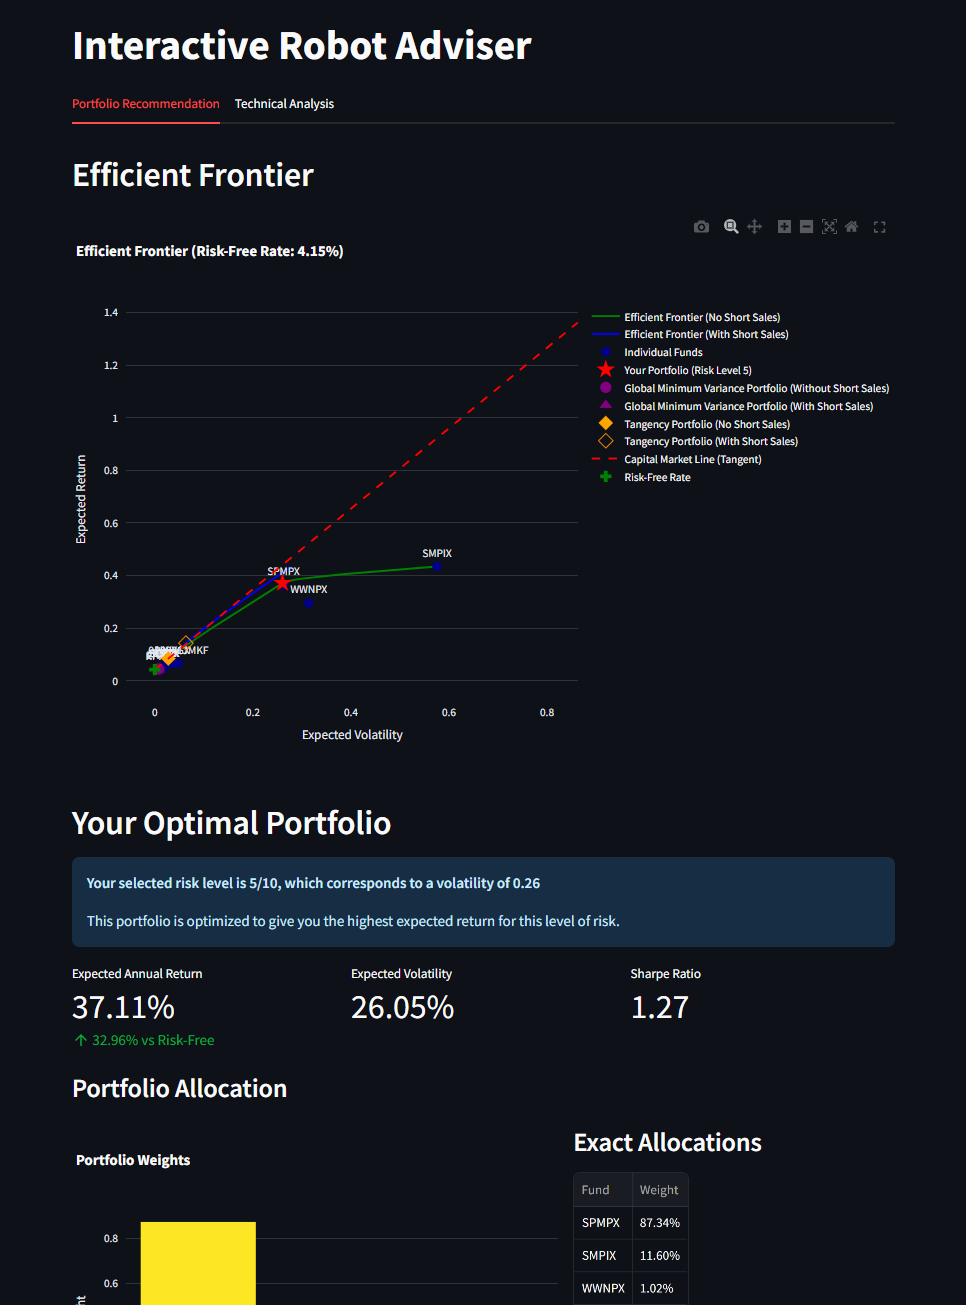 Interactive Robot Adviser
Portfolio Recommendation
Technical Analysis
Efficient Frontier
Efficient Frontier (Risk-Free Rate: 4.15%)
1.4
1.2
1
0.8
0.6
0.4
0.2
0
Expected Return
0
0.2
0.4
0.6
0.8
Expected Volatility
SMPIX
SPMPX
WWNPX
Efficient Frontier (No Short Sales)
Efficient Frontier (With Short Sales)
Individual Funds
Your Portfolio (Risk Level 5)
Global Minimum Variance Portfolio (Without Short Sales)
Global Minimum Variance Portfolio (With Short Sales)
Tangency Portfolio (No Short Sales)
Tangency Portfolio (With Short Sales)
Capital Market Line (Tangent)
Risk-Free Rate
Your Optimal Portfolio
Your selected risk level is 5/10, which corresponds to a volatility of 0.26
This portfolio is optimized to give you the highest expected return for this level of risk.
Expected Annual Return
37.11%
↑ 32.96% vs Risk-Free
Expected Volatility
26.05%
Sharpe Ratio
1.27
Portfolio Allocation
Portfolio Weights
0.8
0.6
Exact Allocations
Fund Weight
SPMPX 87.34%
SMPIX 11.60%
WWNPX 1.02%